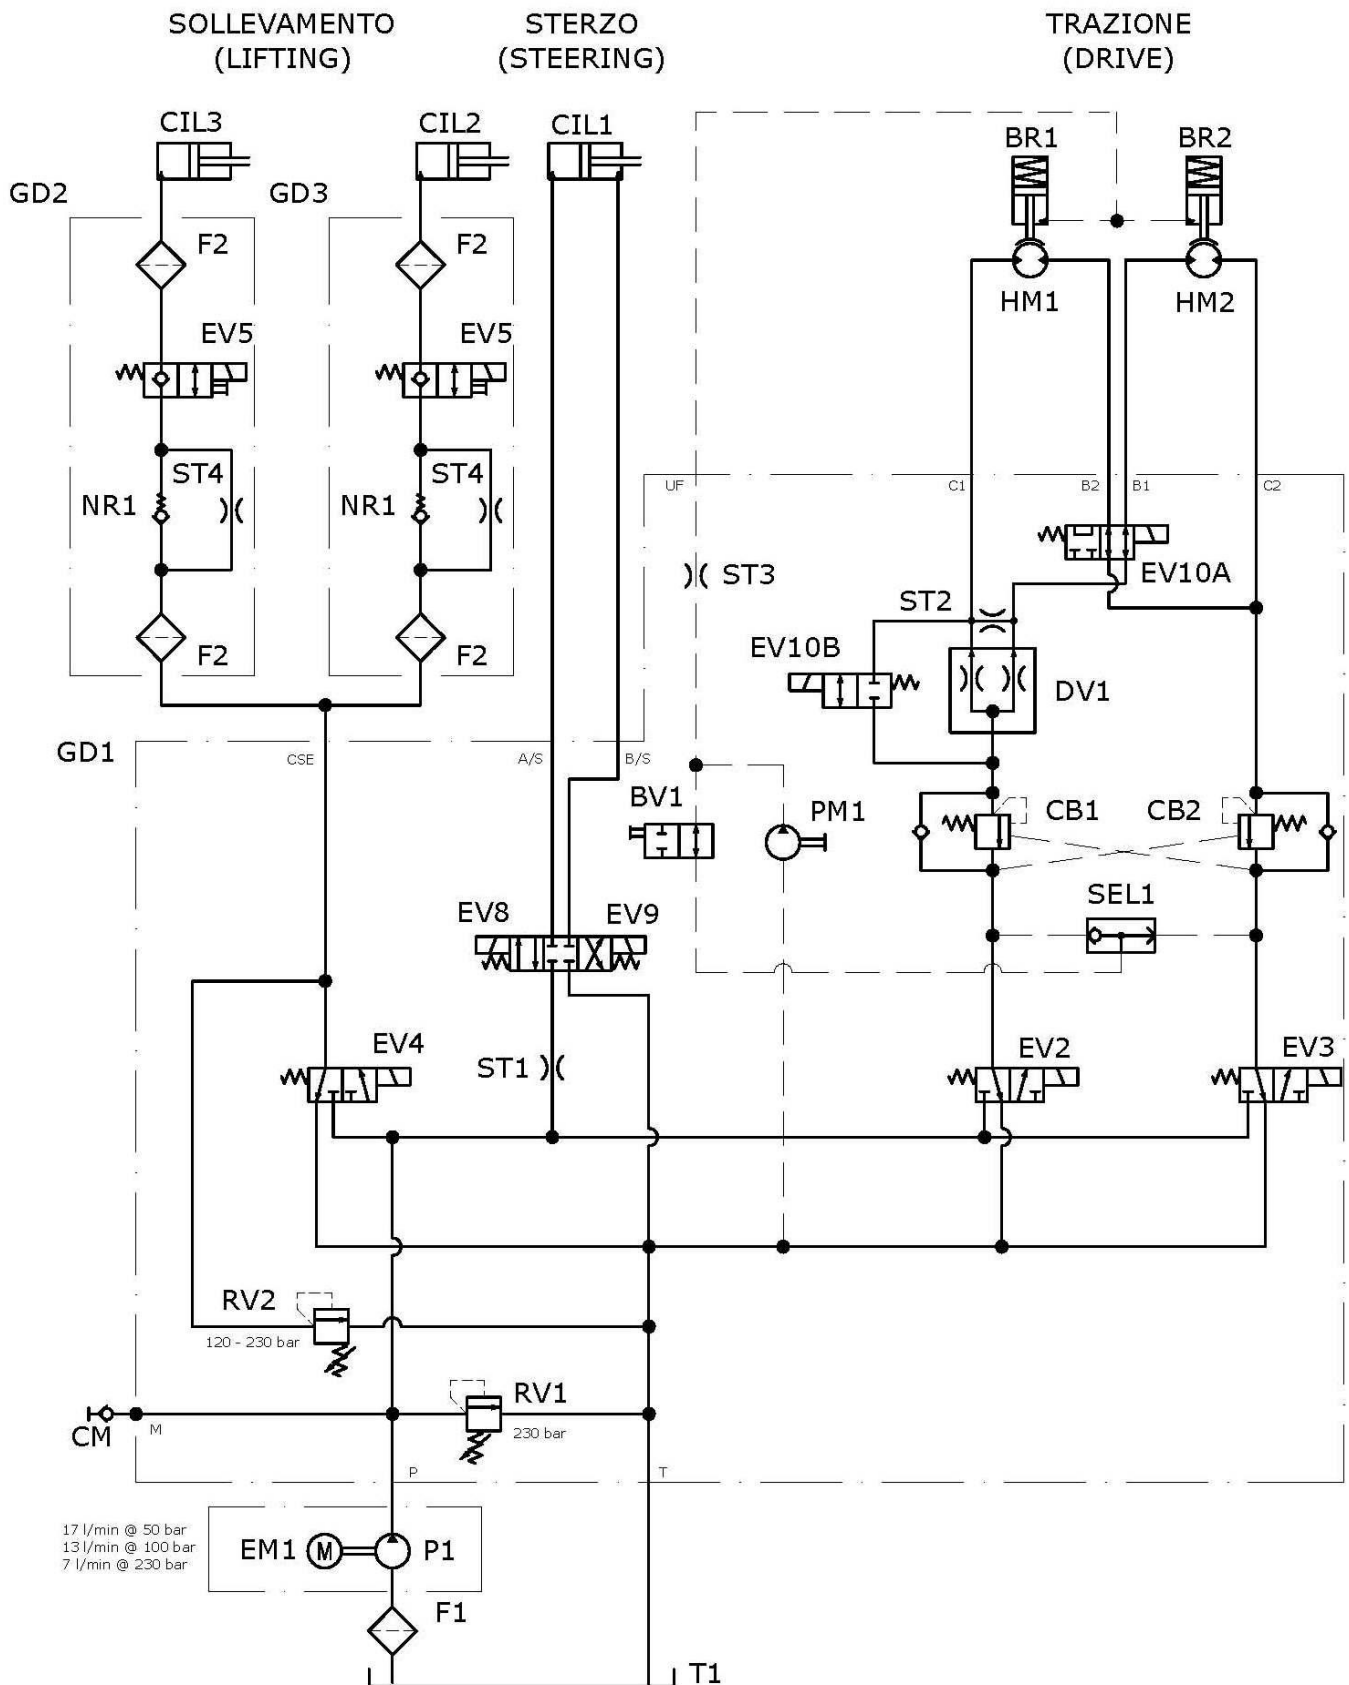 SOLLEVAMENTO
(LIFTING)
STERZO
(STEERING)
TRAZIONE
(DRIVE)
CIL3
CIL2
CIL1
BR1
BR2
GD2
GD3
F2
F2
HM1
HM2
EV5
EV5
ST4
ST4
NR1
NR1
UF
C1
B2
B1
C2
ST3
EV10A
ST2
F2
F2
EV10B
DV1
GD1
CSE
A/S
B/S
BV1
PM1
CB1
CB2
SEL1
EV8
EV9
EV4
ST1
EV2
EV3
RV2
120 - 230 bar
RV1
230 bar
CM
M
P
T
17 l/min @ 50 bar
13 l/min @ 100 bar
7 l/min @ 230 bar
EM1
M
P1
F1
T1